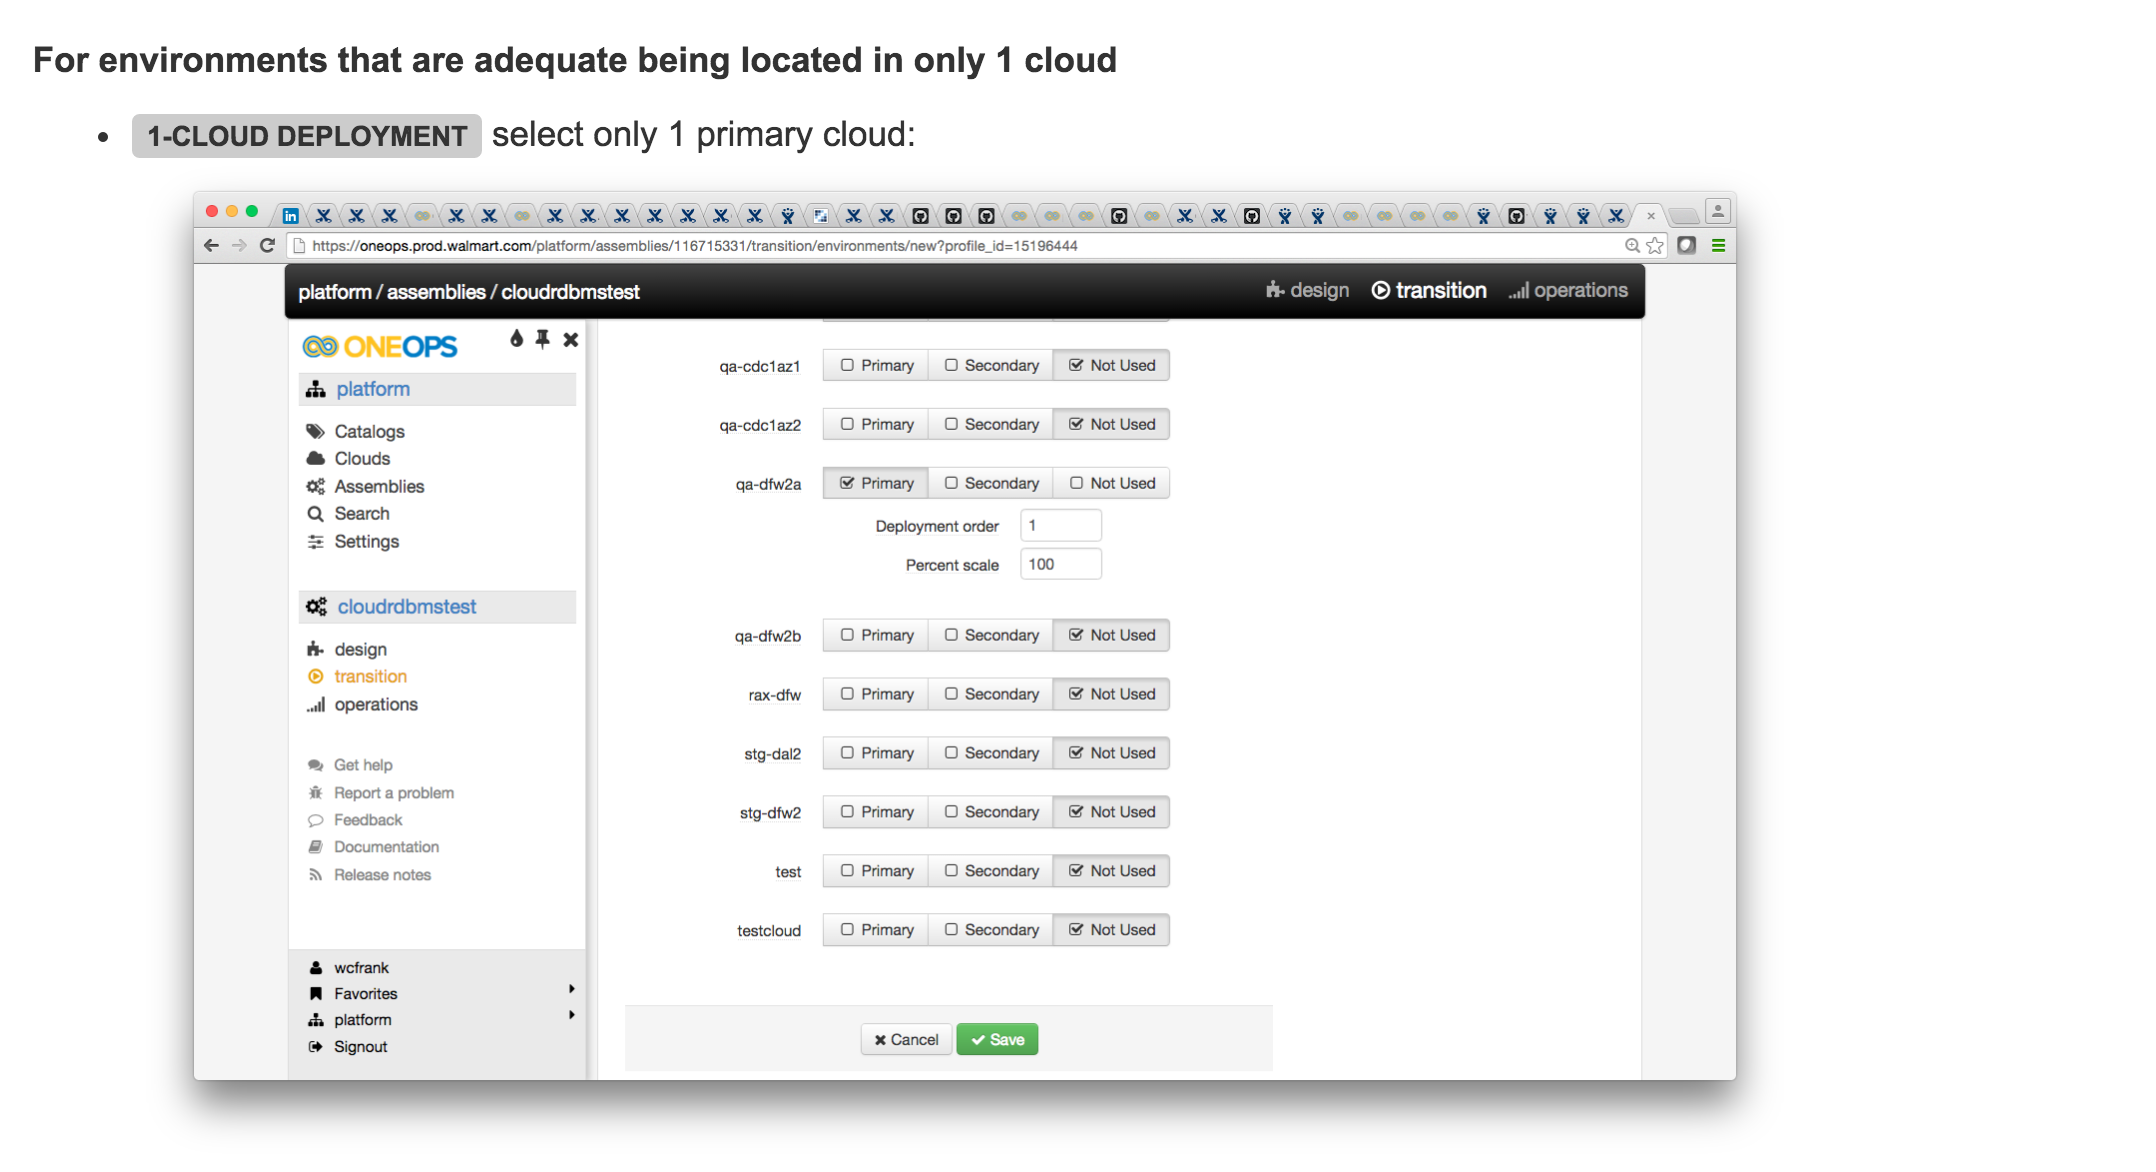 For environments that are adequate being located in only 1 cloud
• 1-CLOUD DEPLOYMENT select only 1 primary cloud:
https://oneops.prod.walmart.com/platform/assemblies/116715331/transition/environments/new?profile_id=15196444
platform / assemblies / cloudrdbmstest design transition operations
ONEOPS
platform
Catalogs
Clouds
Assemblies
Search
Settings
cloudrdbmstest
design
transition
operations
Get help
Report a problem
Feedback
Documentation
Release notes
wcfrank
Favorites
platform
Signout
qa-cdc1az1 Primary Secondary Not Used
qa-cdc1az2 Primary Secondary Not Used
qa-dfw2a Primary Secondary Not Used
Deployment order 1
Percent scale 100
qa-dfw2b Primary Secondary Not Used
rax-dfw Primary Secondary Not Used
stg-dal2 Primary Secondary Not Used
stg-dfw2 Primary Secondary Not Used
test Primary Secondary Not Used
testcloud Primary Secondary Not Used
Cancel Save